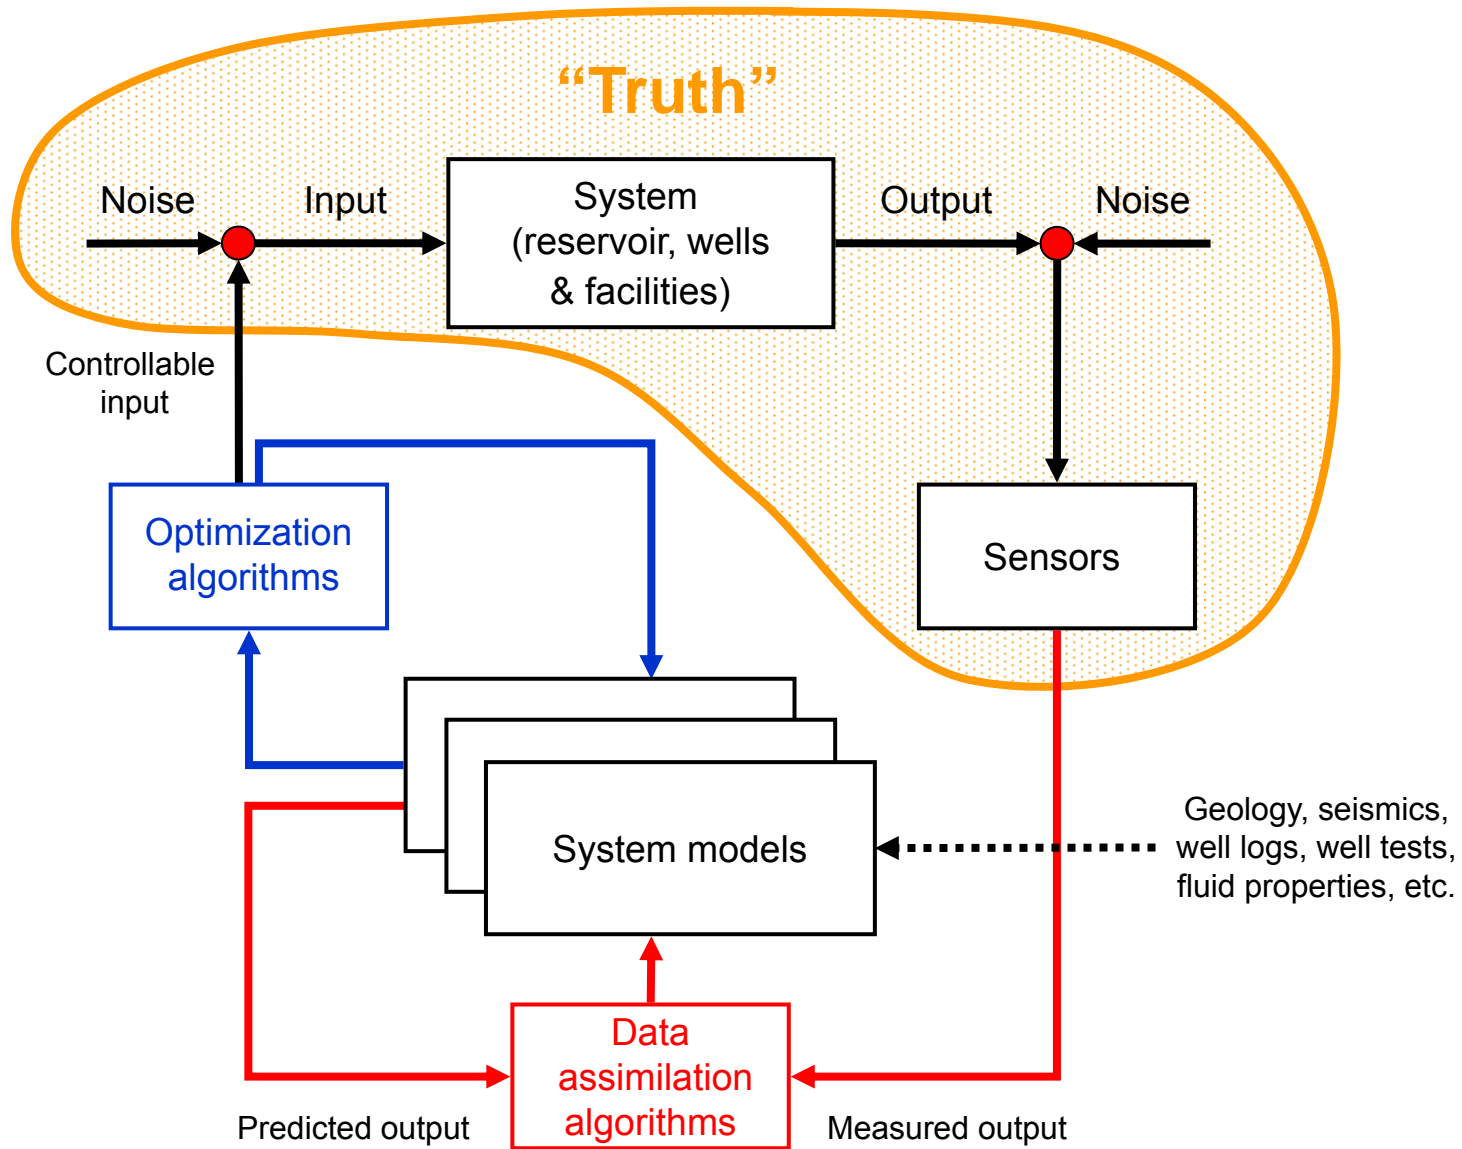 “Truth”
Noise
Input
System
(reservoir, wells
& facilities)
Output
Noise
Controllable
input
Optimization
algorithms
Sensors
System models
Geology, seismics,
well logs, well tests,
fluid properties, etc.
Data
assimilation
algorithms
Predicted output
Measured output